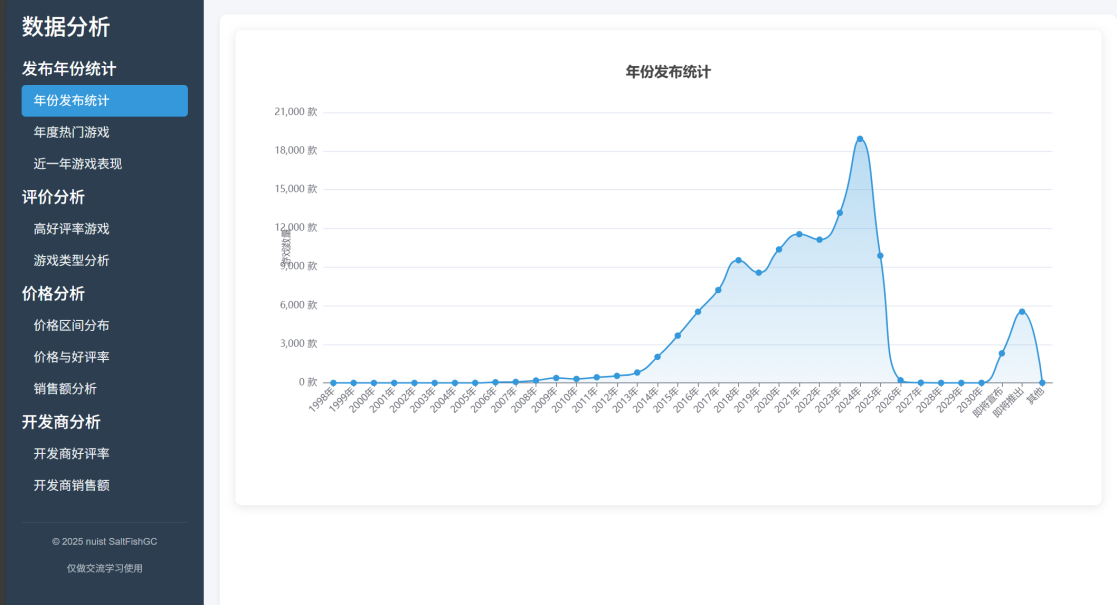 数据分析
发布年份统计
年份发布统计
年度热门游戏
近一年游戏表现
评价分析
高好评率游戏
游戏类型分析
价格分析
价格区间分布
价格与好评率
销售额分析
开发商分析
开发商好评率
开发商销售额
© 2025 nuist SaltFishGC
仅做交流学习使用
年份发布统计
21,000 款
18,000 款
15,000 款
12,000 款
9,000 款
6,000 款
3,000 款
0 款
游戏数量
1998年
1999年
2000年
2001年
2002年
2003年
2004年
2005年
2006年
2007年
2008年
2009年
2010年
2011年
2012年
2013年
2014年
2015年
2016年
2017年
2018年
2019年
2020年
2021年
2022年
2023年
2024年
2025年
2026年
2027年
2028年
2029年
2030年
即将宣布
即将推出
其他